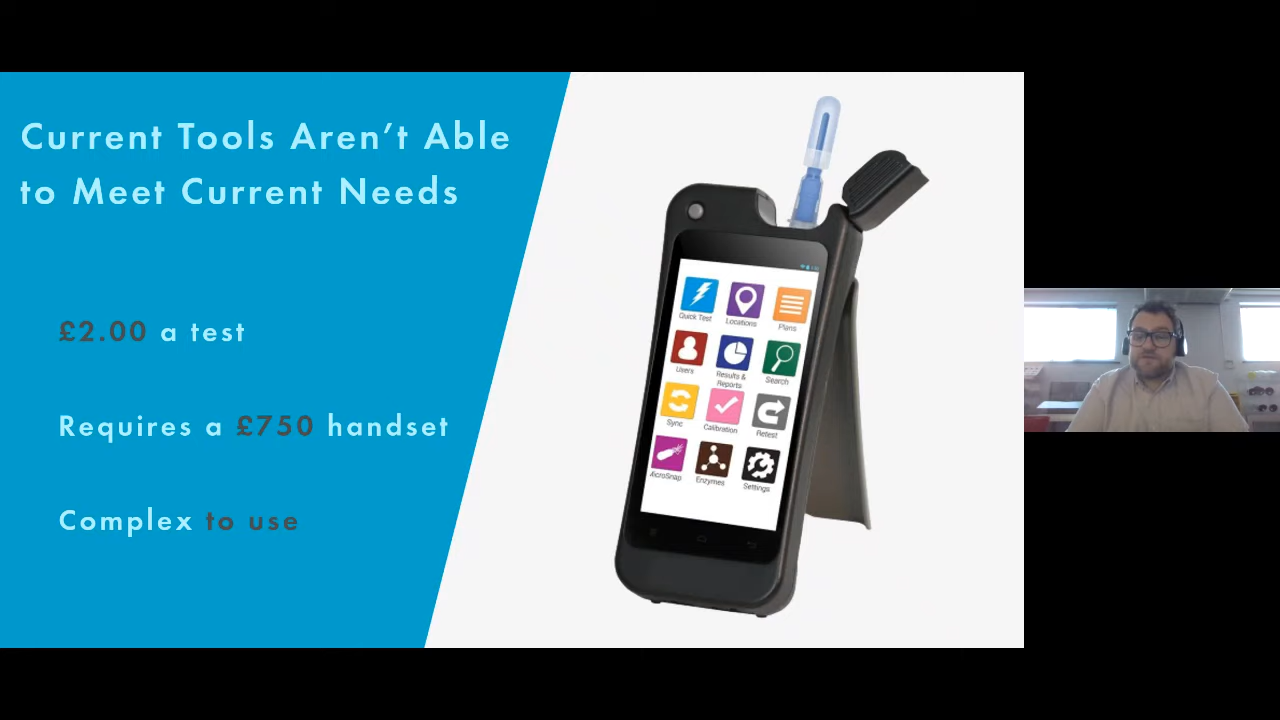 Current Tools Aren't Able
to Meet Current Needs
£2.00 a test
Requires a £750 handset
Complex to use
Quick Test
Locations
Plans
Users
Results &
Reports
Search
Sync
Calibration
Retest
MicroSnap
Enzymes
Settings